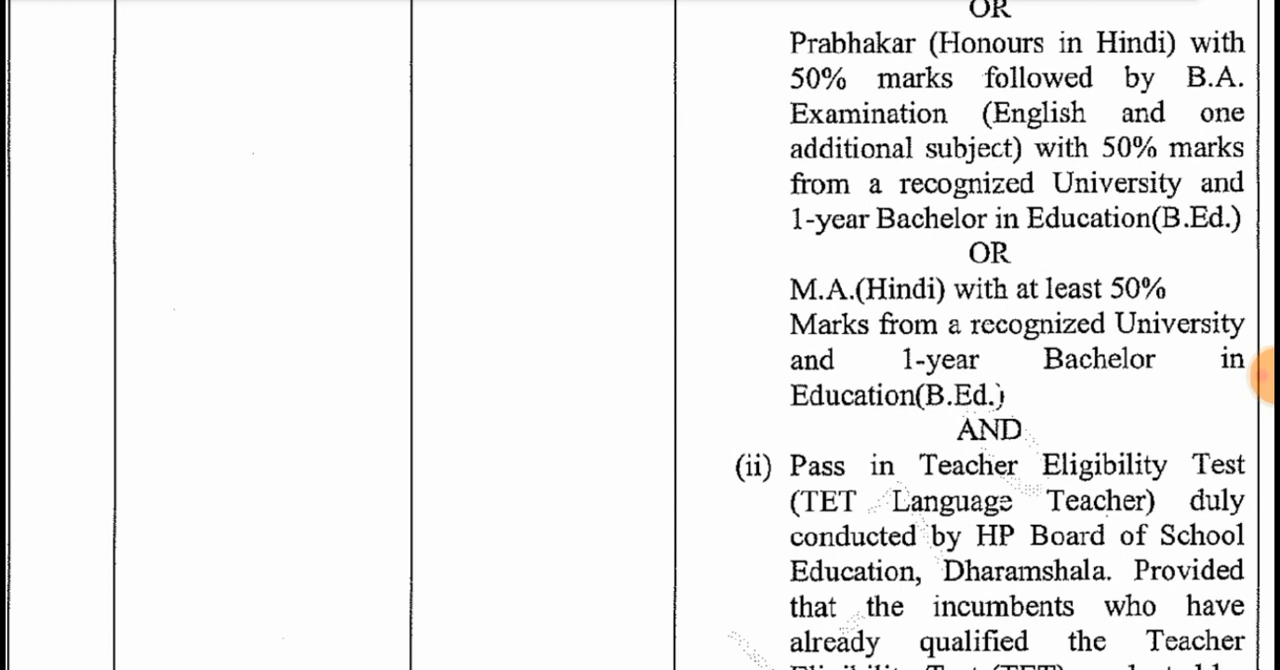 OR
Prabhakar (Honours in Hindi) with
50% marks followed by B.A.
Examination (English and one
additional subject) with 50% marks
from a recognized University and
1-year Bachelor in Education(B.Ed.)
OR
M.A.(Hindi) with at least 50%
Marks from a recognized University
and 1-year Bachelor in
Education(B.Ed.)
AND
(ii) Pass in Teacher Eligibility Test
(TET Language Teacher) duly
conducted by HP Board of School
Education, Dharamshala. Provided
that the incumbents who have
already qualified the Teacher